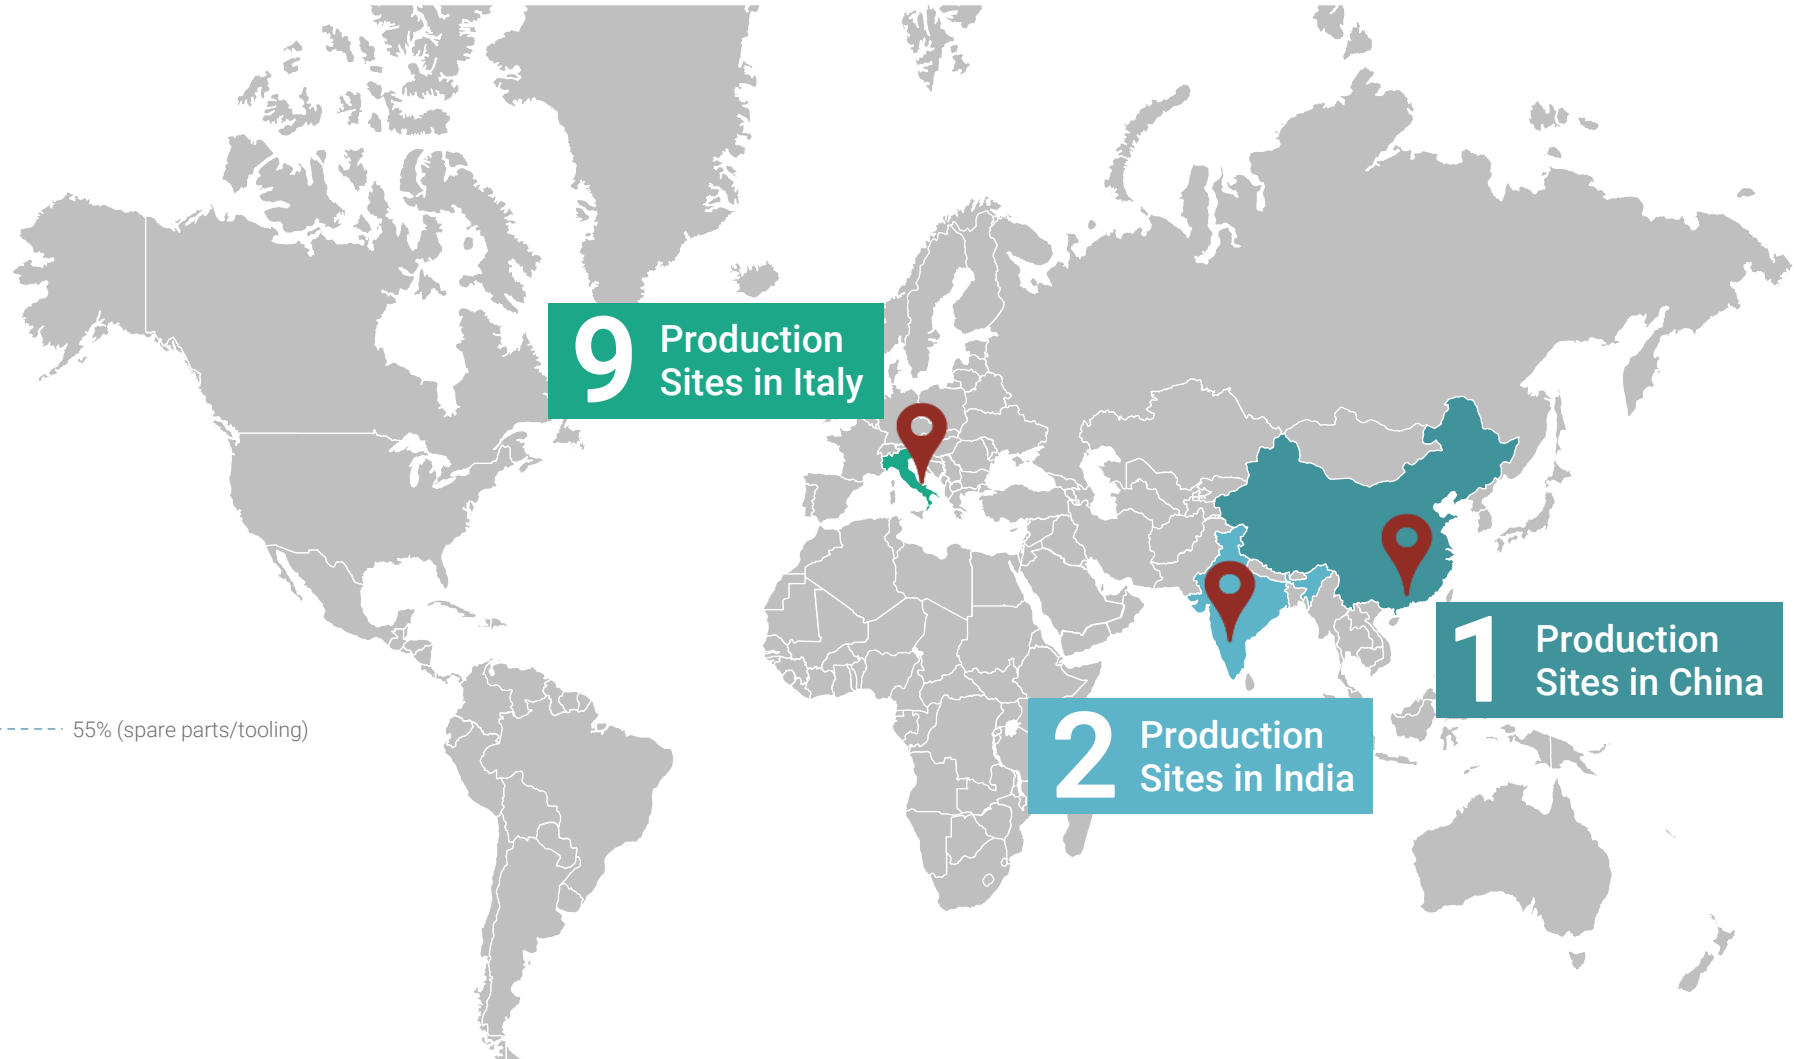 9
Production
Sites in Italy
1
Production
Sites in China
2
Production
Sites in India
55% (spare parts/tooling)